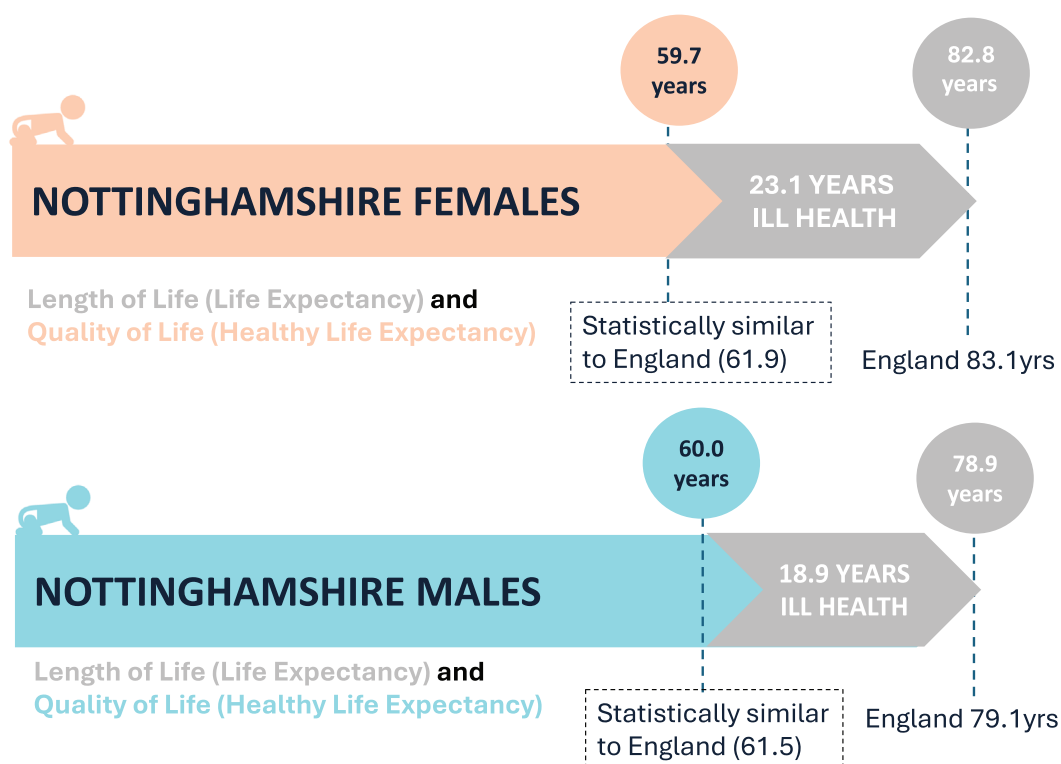 59.7
years
82.8
years
NOTTINGHAMSHIRE FEMALES
23.1 YEARS
ILL HEALTH
Length of Life (Life Expectancy) and
Quality of Life (Healthy Life Expectancy)
Statistically similar
to England (61.9)
England 83.1yrs
60.0
years
78.9
years
NOTTINGHAMSHIRE MALES
18.9 YEARS
ILL HEALTH
Length of Life (Life Expectancy) and
Quality of Life (Healthy Life Expectancy)
Statistically similar
to England (61.5)
England 79.1yrs